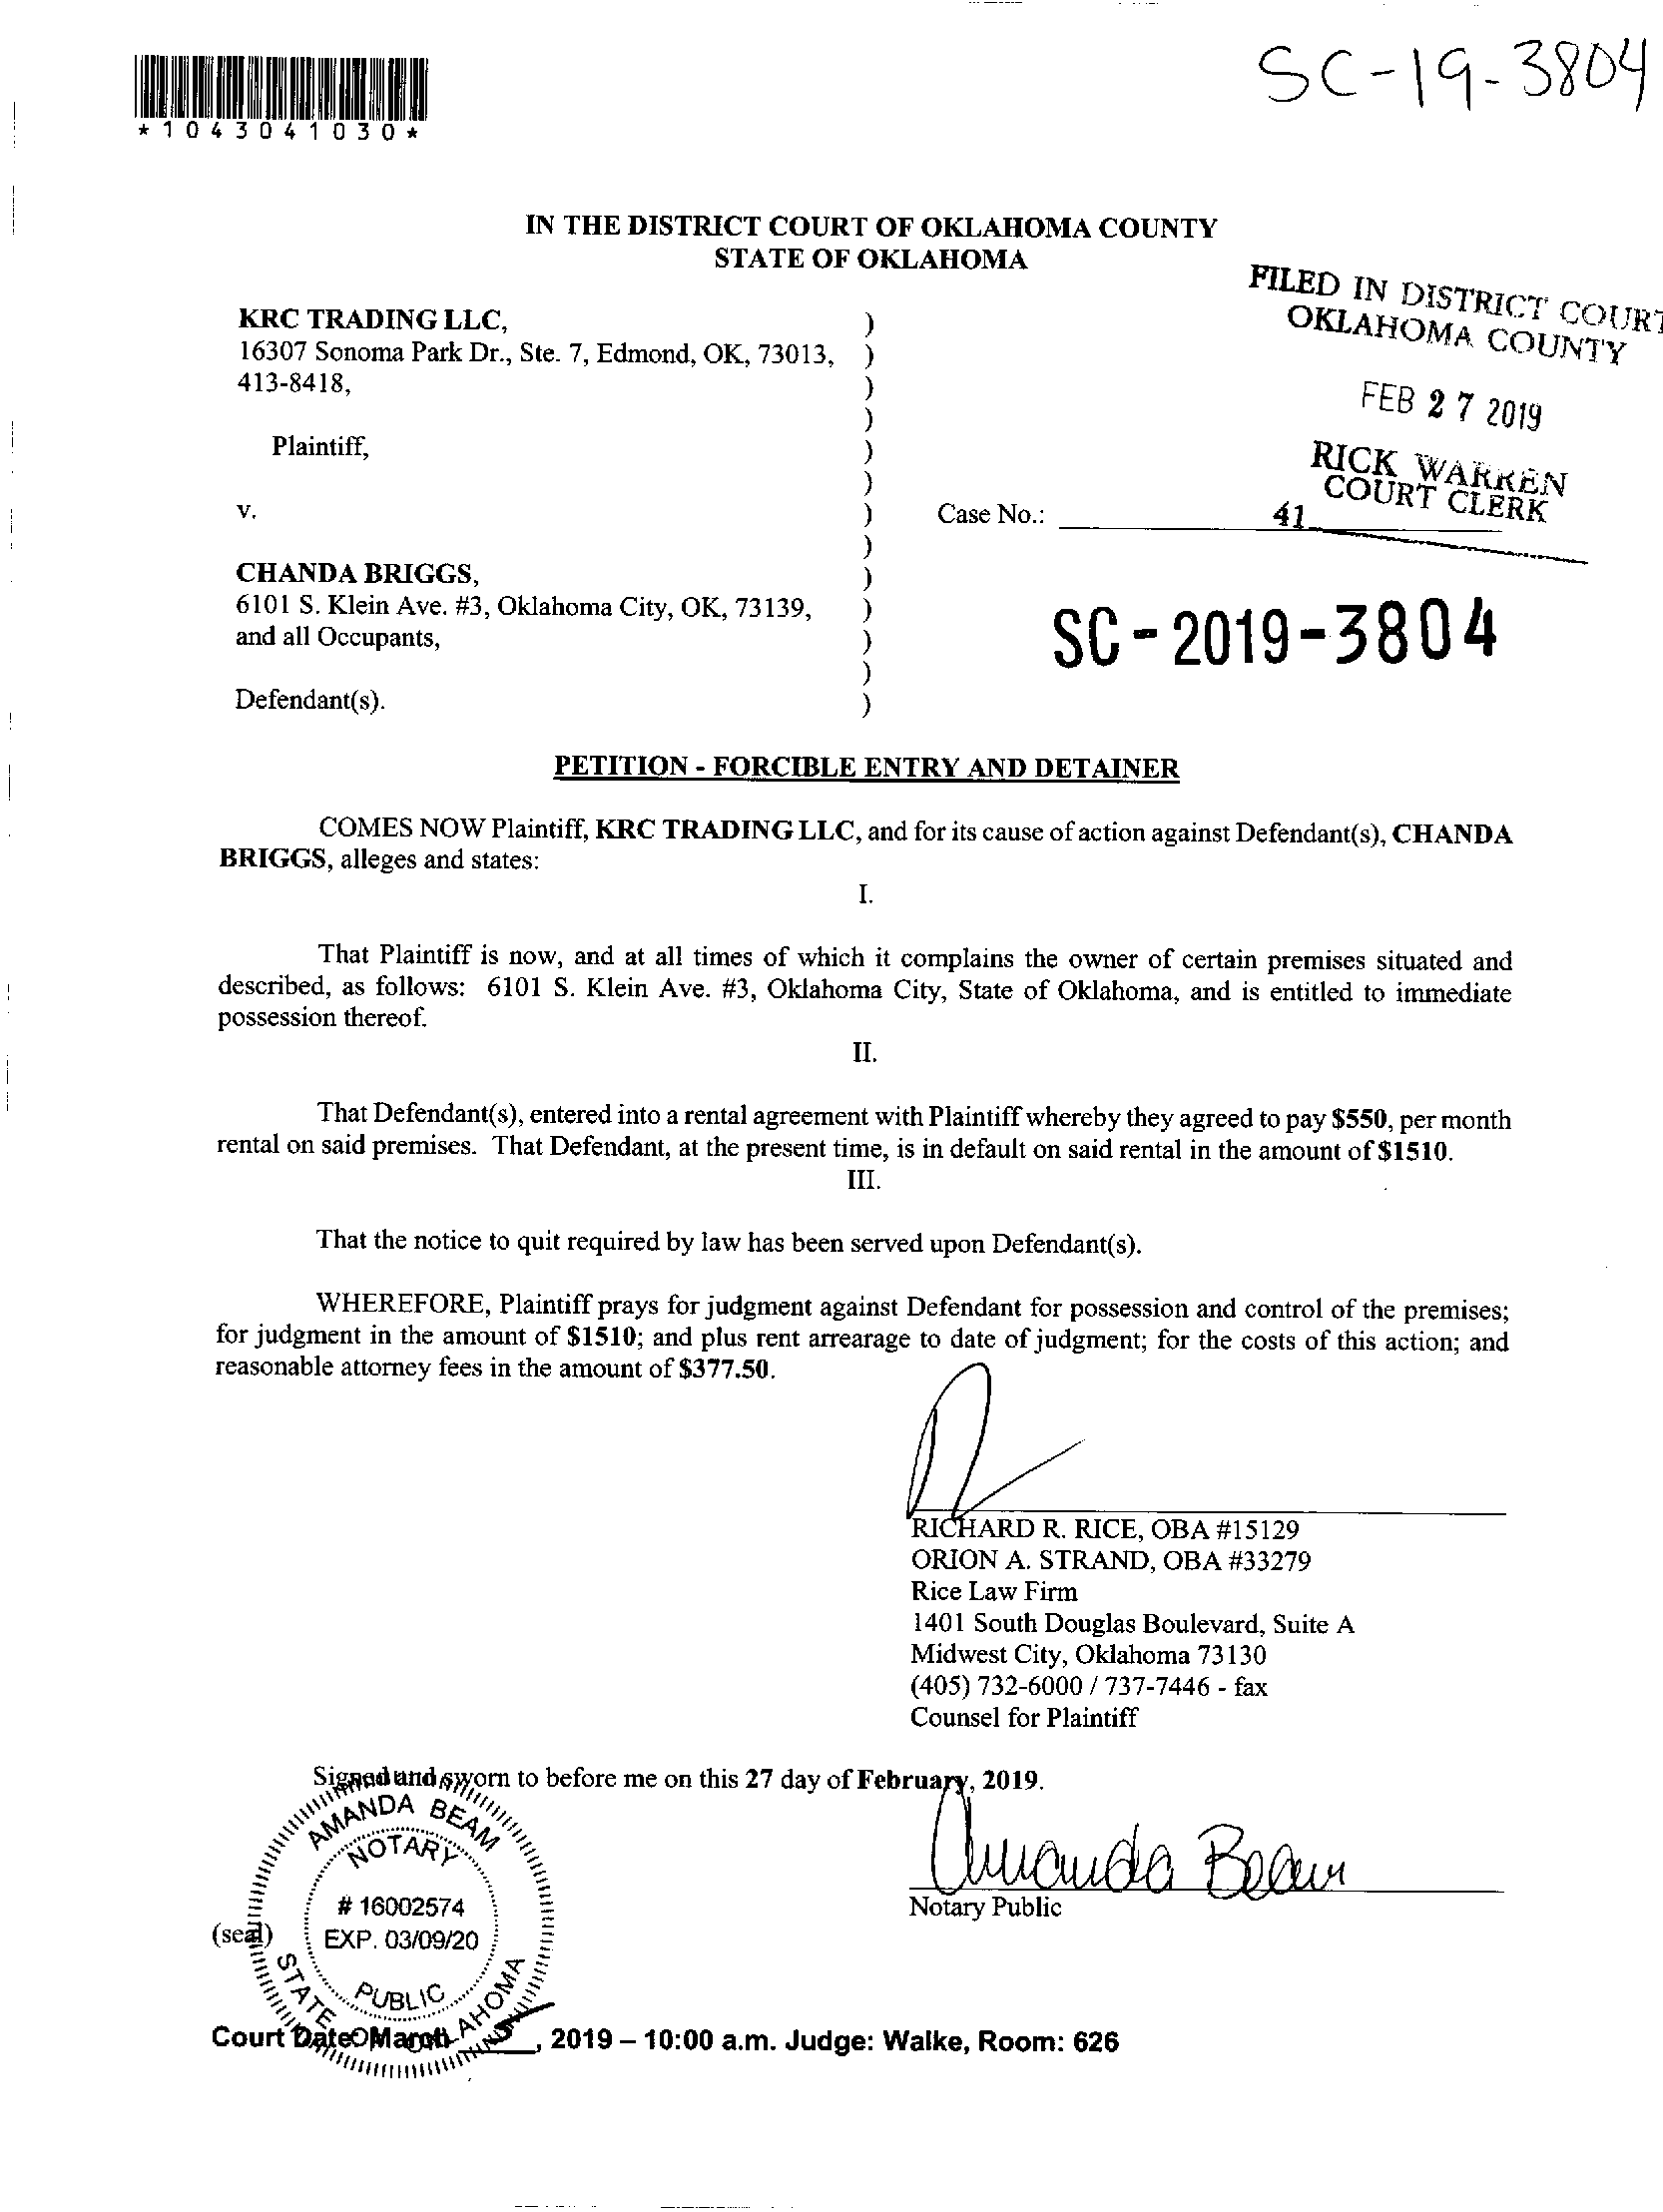 *1043041030*
SC-19-3804
IN THE DISTRICT COURT OF OKLAHOMA COUNTY
STATE OF OKLAHOMA
FILED IN DISTRICT COURT
OKLAHOMA COUNTY
FEB 27 2019
RICK WARREN
COURT CLERK
41
KRC TRADING LLC, )
16307 Sonoma Park Dr., Ste. 7, Edmond, OK, 73013, )
413-8418, )
)
Plaintiff, )
)
v. ) Case No.:
)
CHANDA BRIGGS, )
6101 S. Klein Ave. #3, Oklahoma City, OK, 73139, )
and all Occupants, )
)
Defendant(s). )
SC-2019-3804
PETITION - FORCIBLE ENTRY AND DETAINER
COMES NOW Plaintiff, KRC TRADING LLC, and for its cause of action against Defendant(s), CHANDA
BRIGGS, alleges and states:
I.
That Plaintiff is now, and at all times of which it complains the owner of certain premises situated and
described, as follows: 6101 S. Klein Ave. #3, Oklahoma City, State of Oklahoma, and is entitled to immediate
possession thereof.
II.
That Defendant(s), entered into a rental agreement with Plaintiff whereby they agreed to pay $550, per month
rental on said premises. That Defendant, at the present time, is in default on said rental in the amount of $1510.
III.
That the notice to quit required by law has been served upon Defendant(s).
WHEREFORE, Plaintiff prays for judgment against Defendant for possession and control of the premises;
for judgment in the amount of $1510; and plus rent arrearage to date of judgment; for the costs of this action; and
reasonable attorney fees in the amount of $377.50.
RICHARD R. RICE, OBA #15129
ORION A. STRAND, OBA #33279
Rice Law Firm
1401 South Douglas Boulevard, Suite A
Midwest City, Oklahoma 73130
(405) 732-6000 / 737-7446 - fax
Counsel for Plaintiff
Signed and sworn to before me on this 27 day of February, 2019.
Amanda Beam
Notary Public
(seal)
AMANDA BEAM
NOTARY
# 16002574
EXP. 03/09/20
PUBLIC
STATE OF OKLAHOMA
Court Date: March 5, 2019 – 10:00 a.m. Judge: Walke, Room: 626